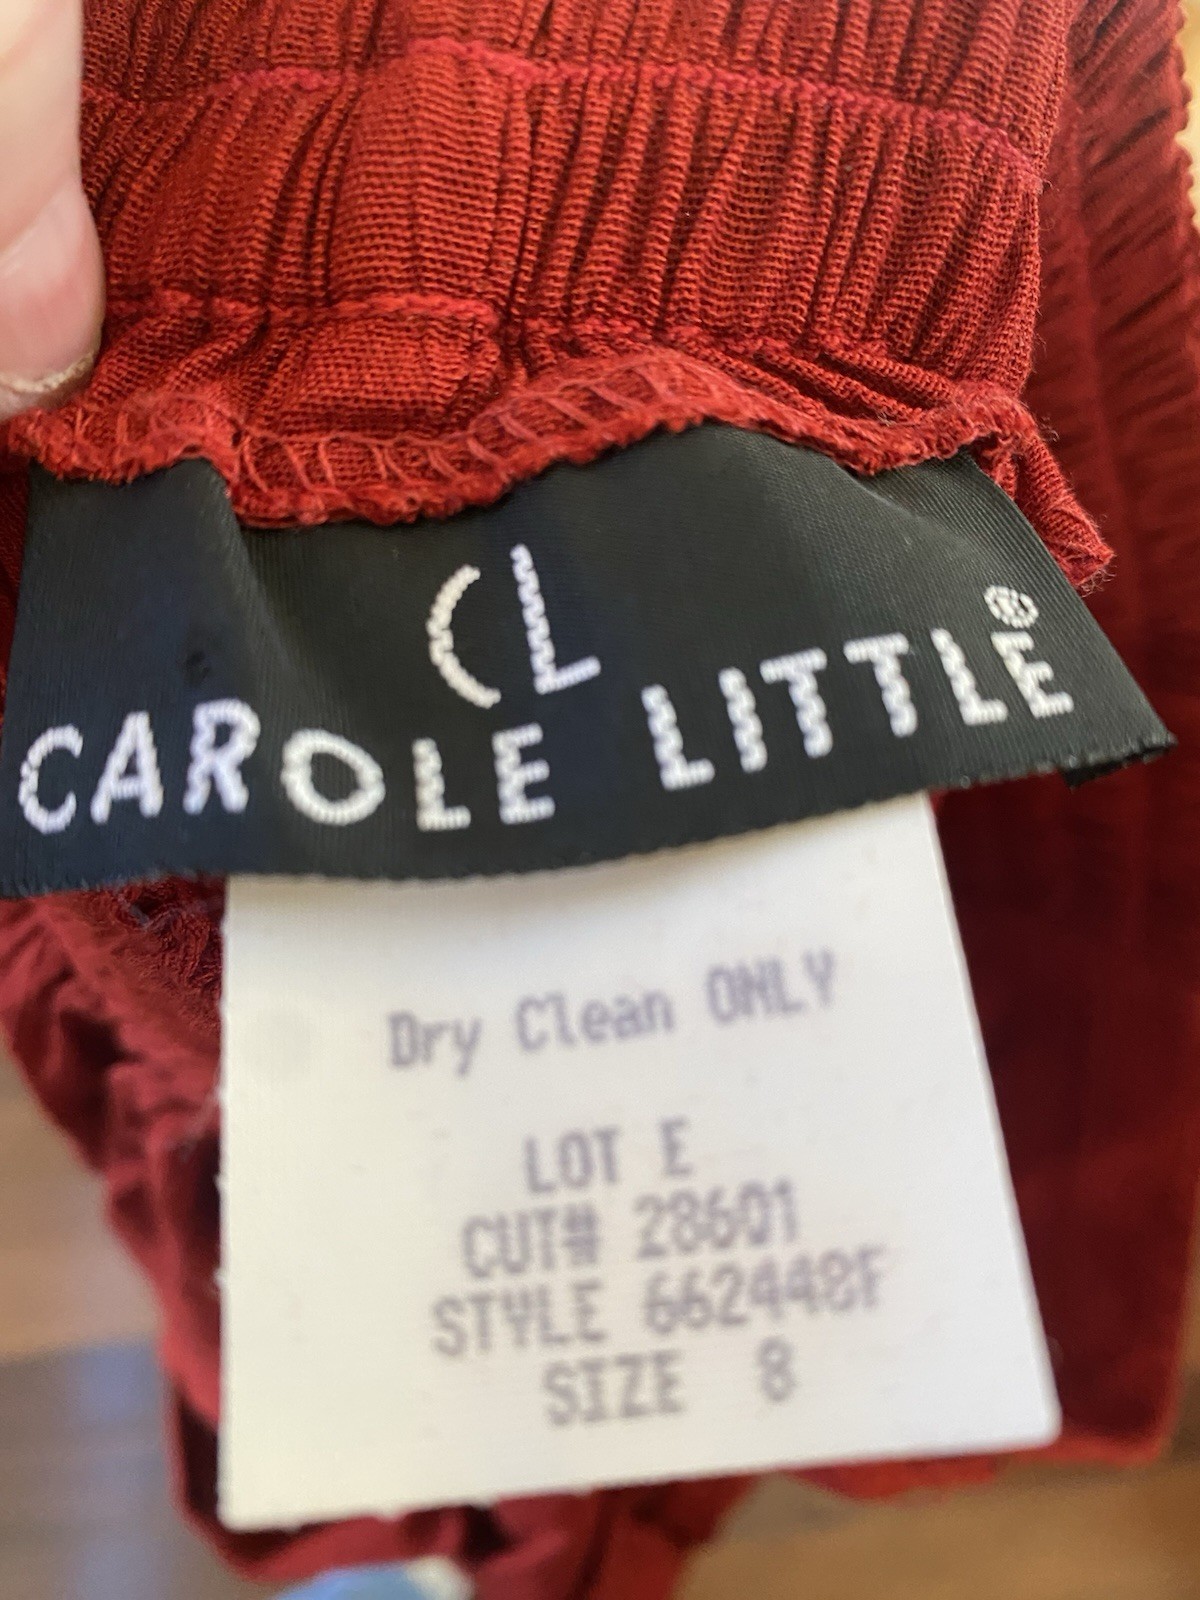 CL
CAROLE LITTLE®
Dry Clean ONLY
LOT E
CUT# 28601
STYLE 662448F
SIZE 8